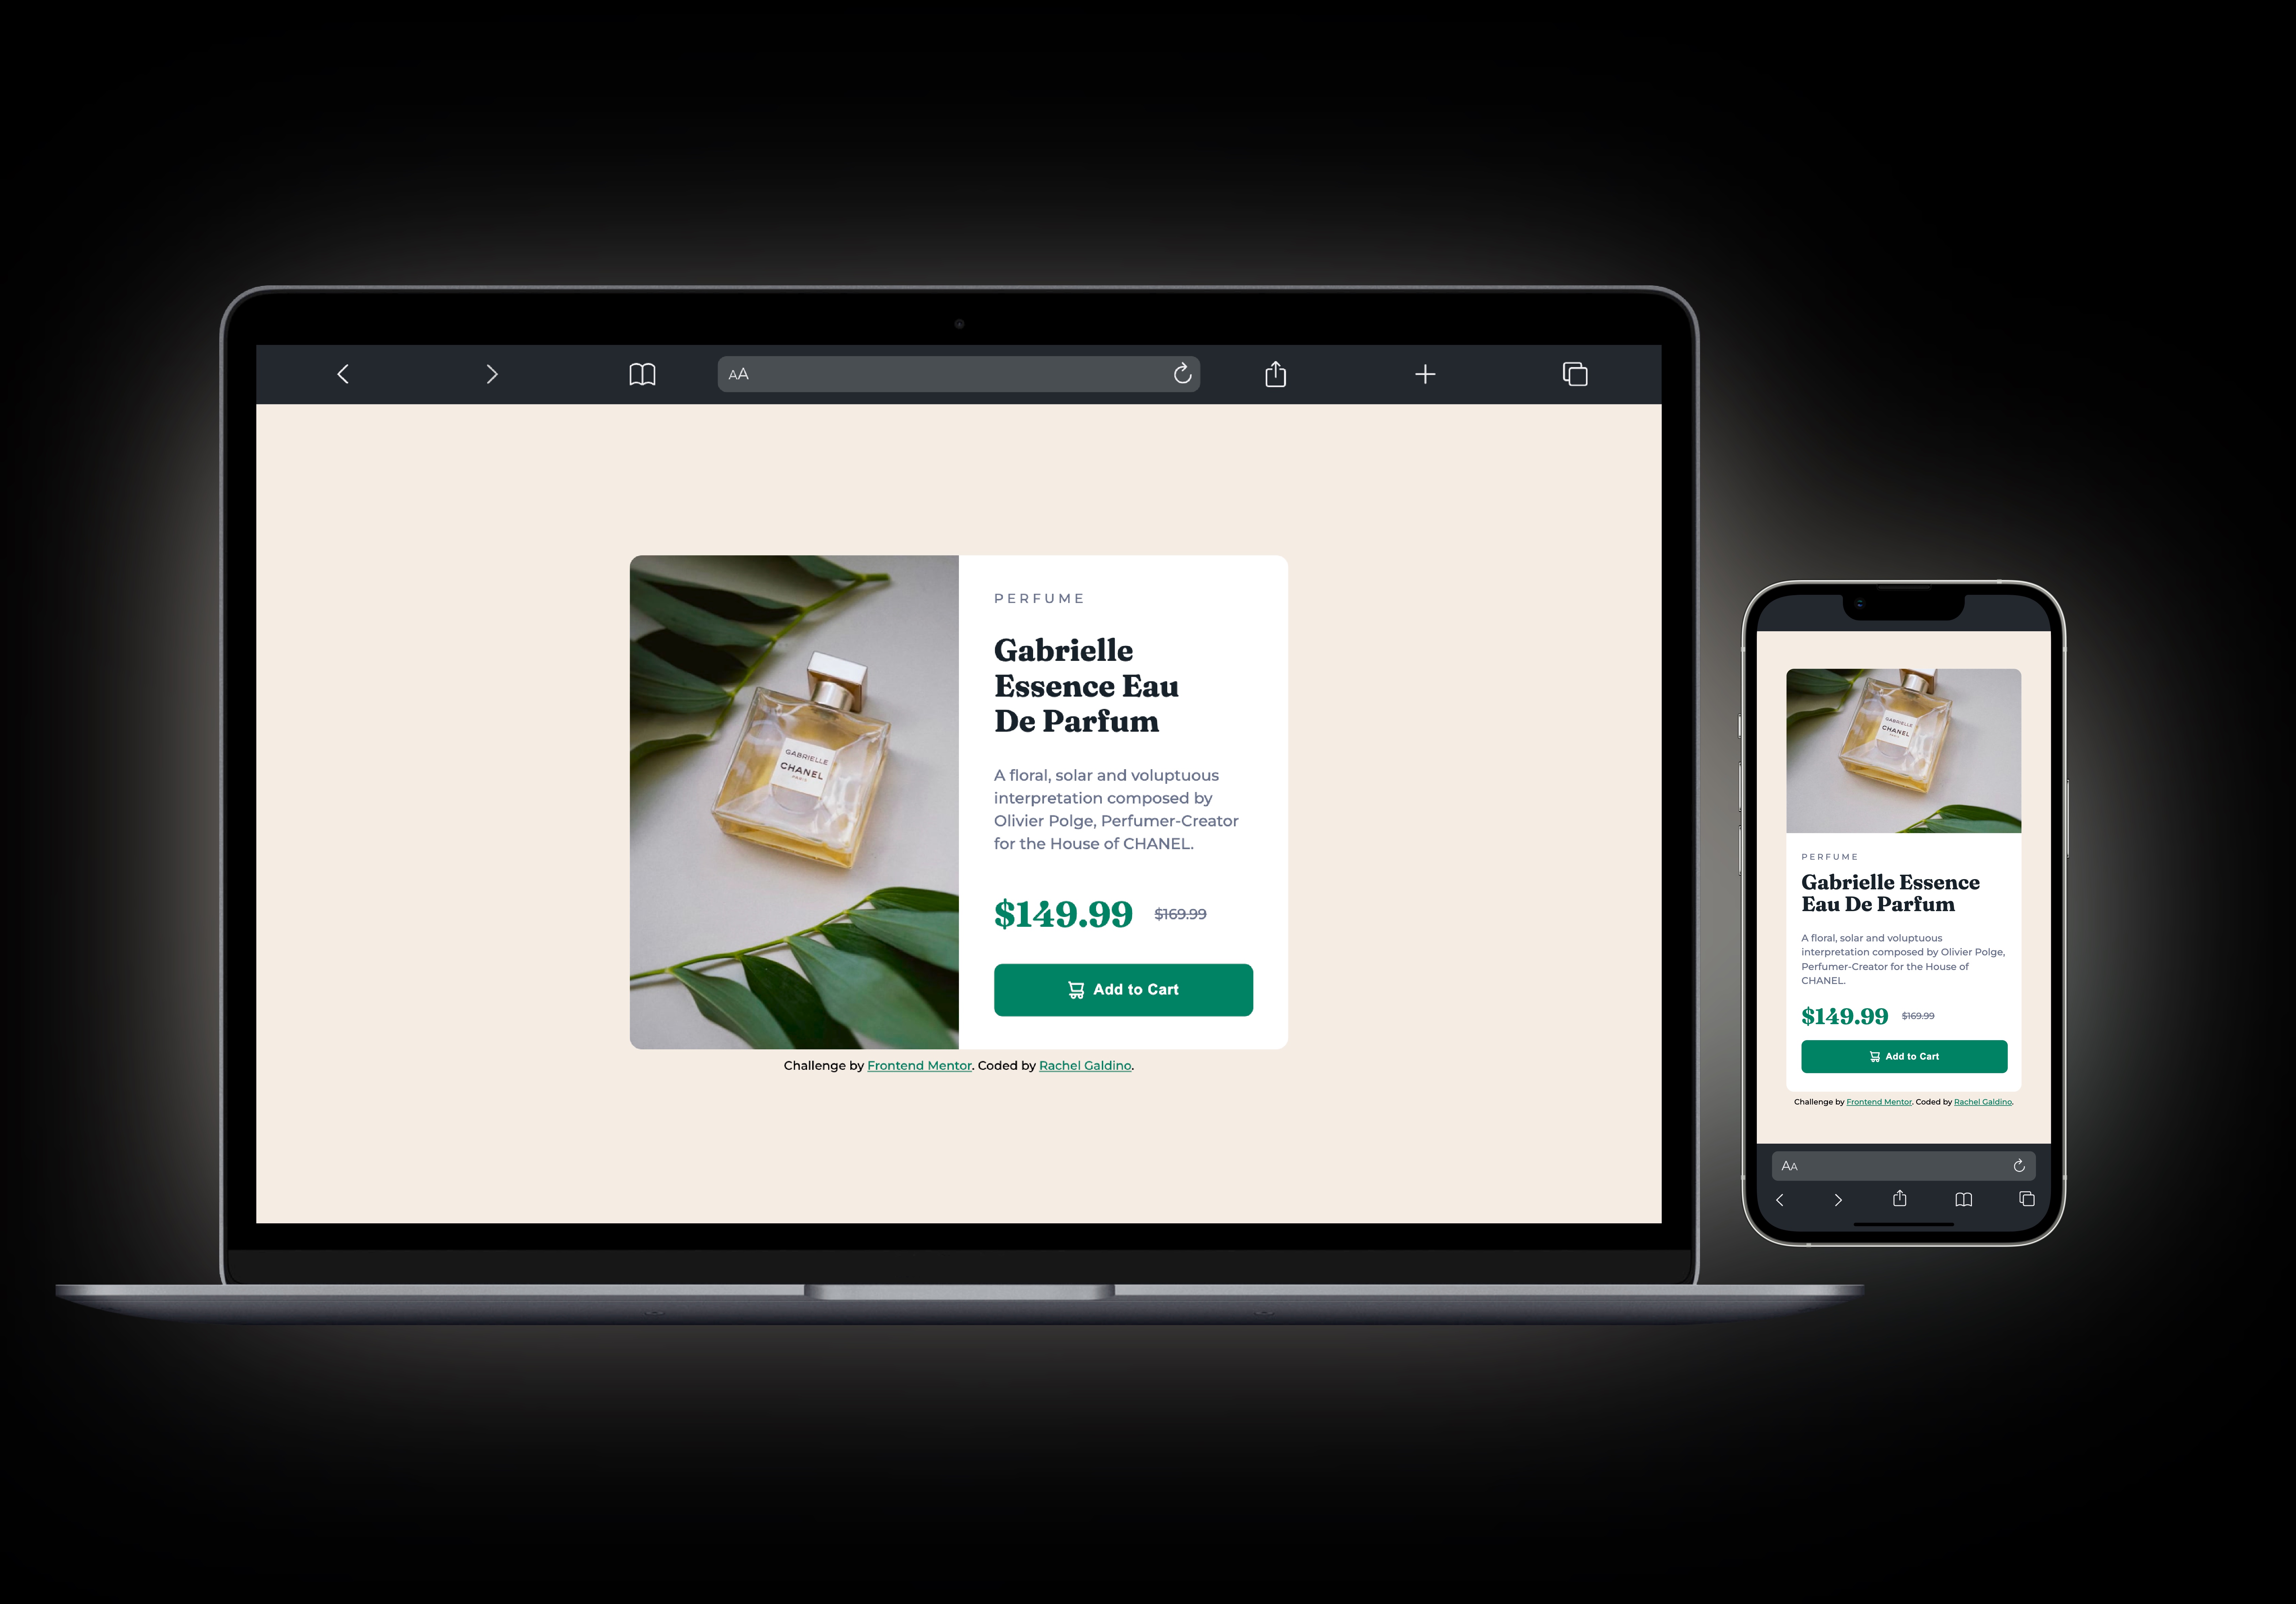 AA
GABRIELLE
CHANEL
PARIS
PERFUME
Gabrielle
Essence Eau
De Parfum
A floral, solar and voluptuous
interpretation composed by
Olivier Polge, Perfumer-Creator
for the House of CHANEL.
$149.99 $169.99
Add to Cart
Challenge by Frontend Mentor. Coded by Rachel Galdino.
GABRIELLE
CHANEL
PERFUME
Gabrielle Essence
Eau De Parfum
A floral, solar and voluptuous
interpretation composed by Olivier Polge,
Perfumer-Creator for the House of
CHANEL.
$149.99 $169.99
Add to Cart
Challenge by Frontend Mentor. Coded by Rachel Galdino.
AA